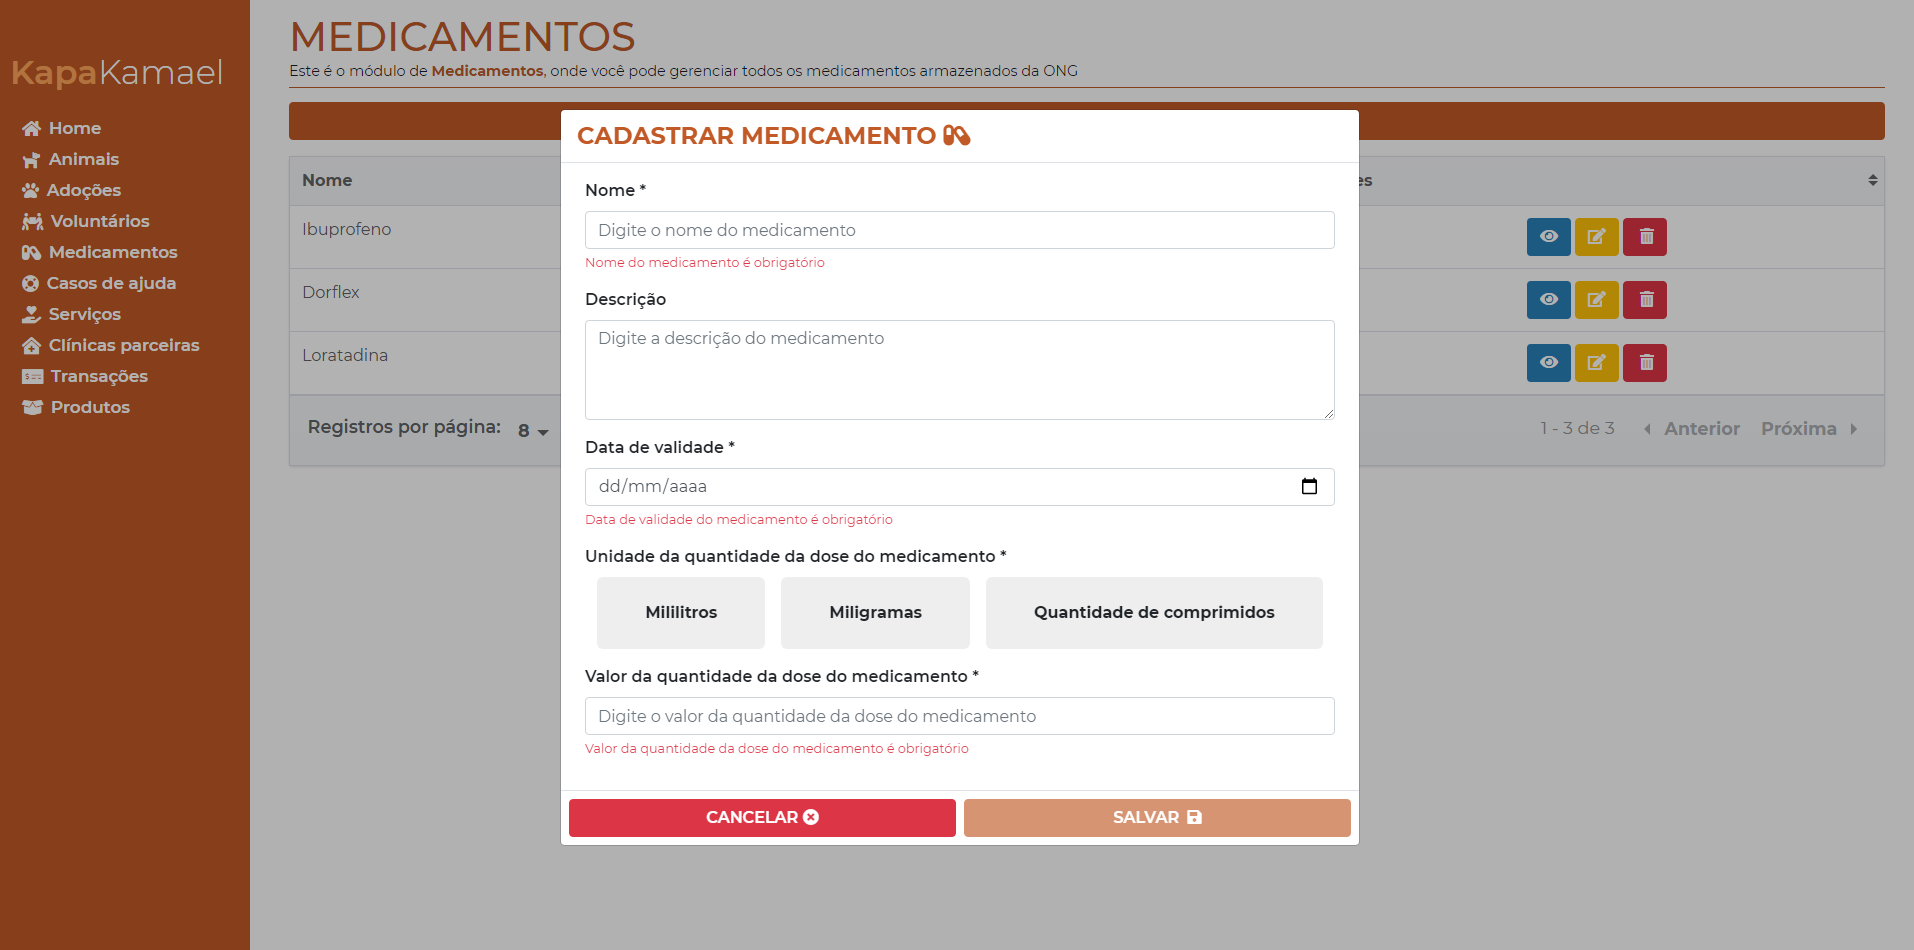 KapaKamael
Home
Animais
Adoções
Voluntários
Medicamentos
Casos de ajuda
Serviços
Clínicas parceiras
Transações
Produtos
MEDICAMENTOS
Este é o módulo de Medicamentos, onde você pode gerenciar todos os medicamentos armazenados da ONG
Nome
Ibuprofeno
Dorflex
Loratadina
Registros por página: 8
1 - 3 de 3 Anterior Próxima
CADASTRAR MEDICAMENTO
Nome *
Digite o nome do medicamento
Nome do medicamento é obrigatório
Descrição
Digite a descrição do medicamento
Data de validade *
dd/mm/aaaa
Data de validade do medicamento é obrigatório
Unidade da quantidade da dose do medicamento *
Mililitros Miligramas Quantidade de comprimidos
Valor da quantidade da dose do medicamento *
Digite o valor da quantidade da dose do medicamento
Valor da quantidade da dose do medicamento é obrigatório
CANCELAR SALVAR